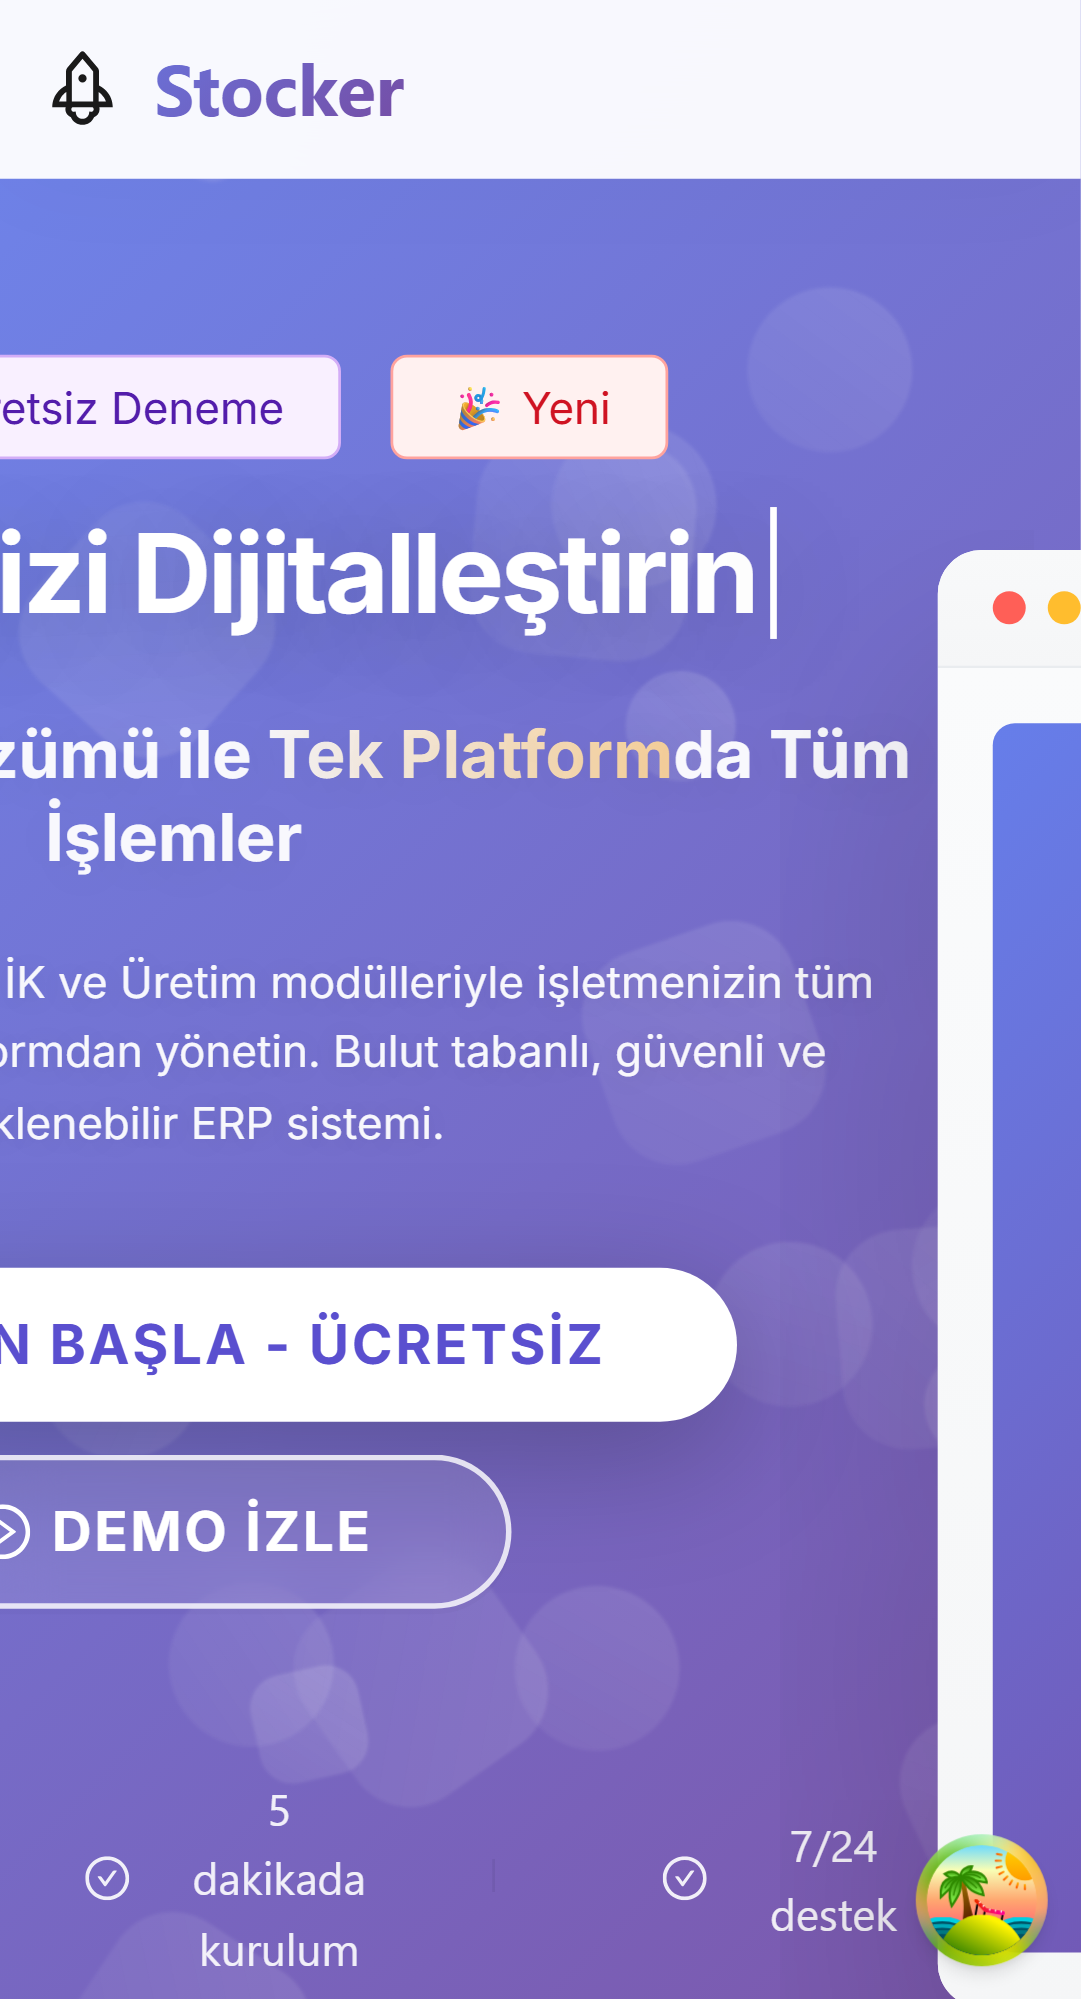 Stocker
etsiz Deneme
Yeni
izi Dijitalleştirin
zümü ile Tek Platformda Tüm
İşlemler
İK ve Üretim modülleriyle işletmenizin tüm
ormdan yönetin. Bulut tabanlı, güvenli ve
klenebilir ERP sistemi.
N BAŞLA - ÜCRETSİZ
DEMO İZLE
5
dakikada
kurulum
7/24
destek